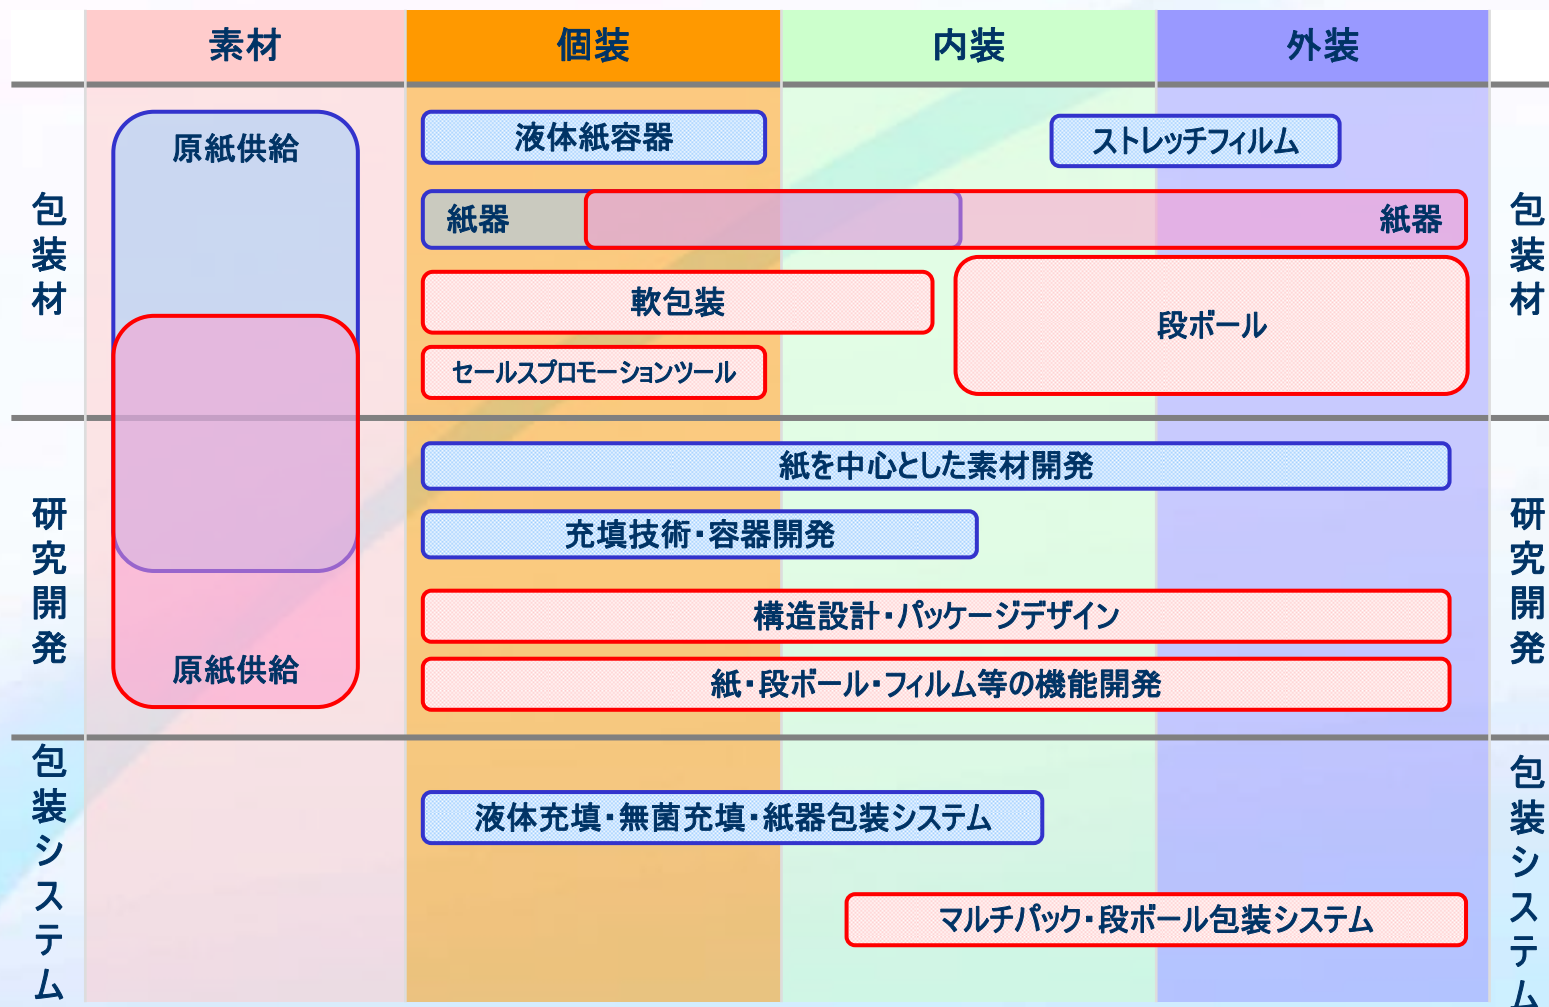 素材
個装
内装
外装
包装材
包装材
原紙供給
液体紙容器
ストレッチフィルム
紙器
紙器
軟包装
段ボール
セールスプロモーションツール
研究開発
研究開発
紙を中心とした素材開発
充填技術・容器開発
構造設計・パッケージデザイン
原紙供給
紙・段ボール・フィルム等の機能開発
包装システム
包装システム
液体充填・無菌充填・紙器包装システム
マルチパック・段ボール包装システム